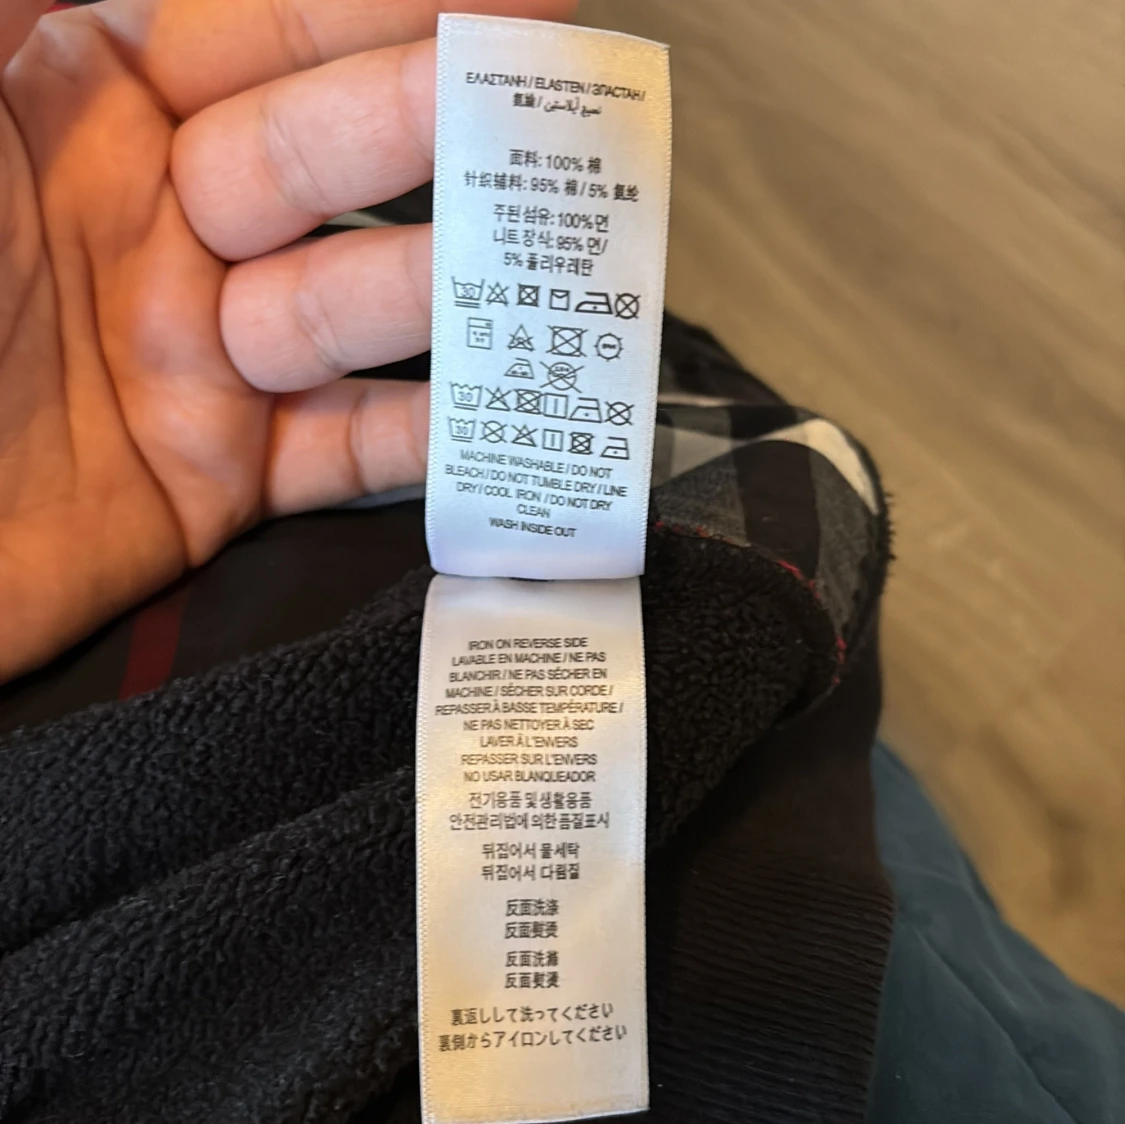 ΕΛΑΣΤΑΝΗ / ELASTEN / ЭЛАСТАН /
氨綸 / نسيج إيلاستين
面料: 100% 棉
针织辅料: 95% 棉 / 5% 氨纶
주된 섬유: 100% 면
니트 장식: 95% 면/
5% 폴리우레탄
30
30
30
MACHINE WASHABLE / DO NOT
BLEACH / DO NOT TUMBLE DRY / LINE
DRY / COOL IRON / DO NOT DRY
CLEAN
WASH INSIDE OUT
IRON ON REVERSE SIDE
LAVABLE EN MACHINE / NE PAS
BLANCHIR / NE PAS SÉCHER EN
MACHINE / SÉCHER SUR CORDE /
REPASSER À BASSE TEMPÉRATURE /
NE PAS NETTOYER À SEC
LAVER À L'ENVERS
REPASSER SUR L'ENVERS
NO USAR BLANQUEADOR
전기용품 및 생활용품
안전관리법에 의한 품질표시
뒤집어서 물세탁
뒤집어서 다림질
反面洗涤
反面熨烫
反面洗滌
反面熨燙
裏返しして洗ってください
裏側からアイロンしてください